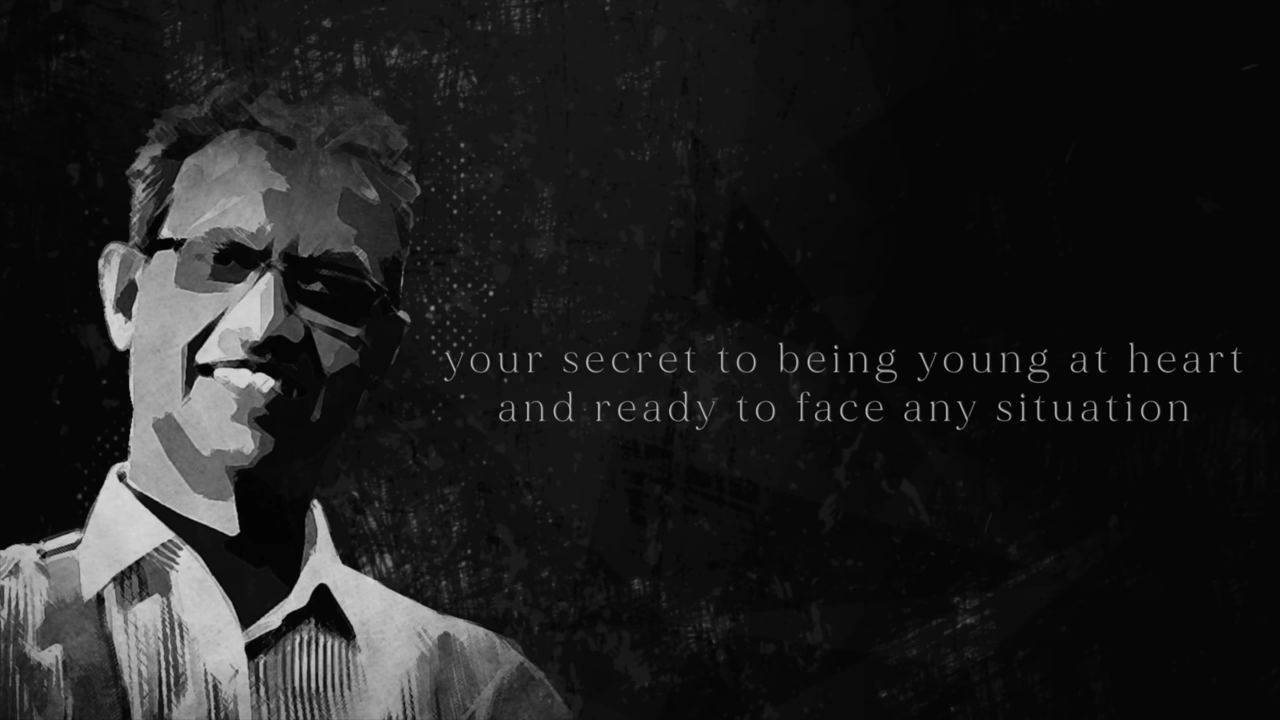 your secret to being young at heart
and ready to face any situation